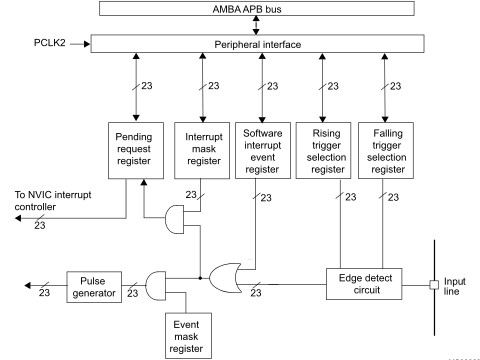 AMBA APB bus
PCLK2
Peripheral interface
23
23
23
23
23
Pending
request
register
Interrupt
mask
register
Software
interrupt
event
register
Rising
trigger
selection
register
Falling
trigger
selection
register
To NVIC interrupt
controller
23
23
23
23
23
23
Pulse
generator
23
23
Edge detect
circuit
Input
line
Event
mask
register